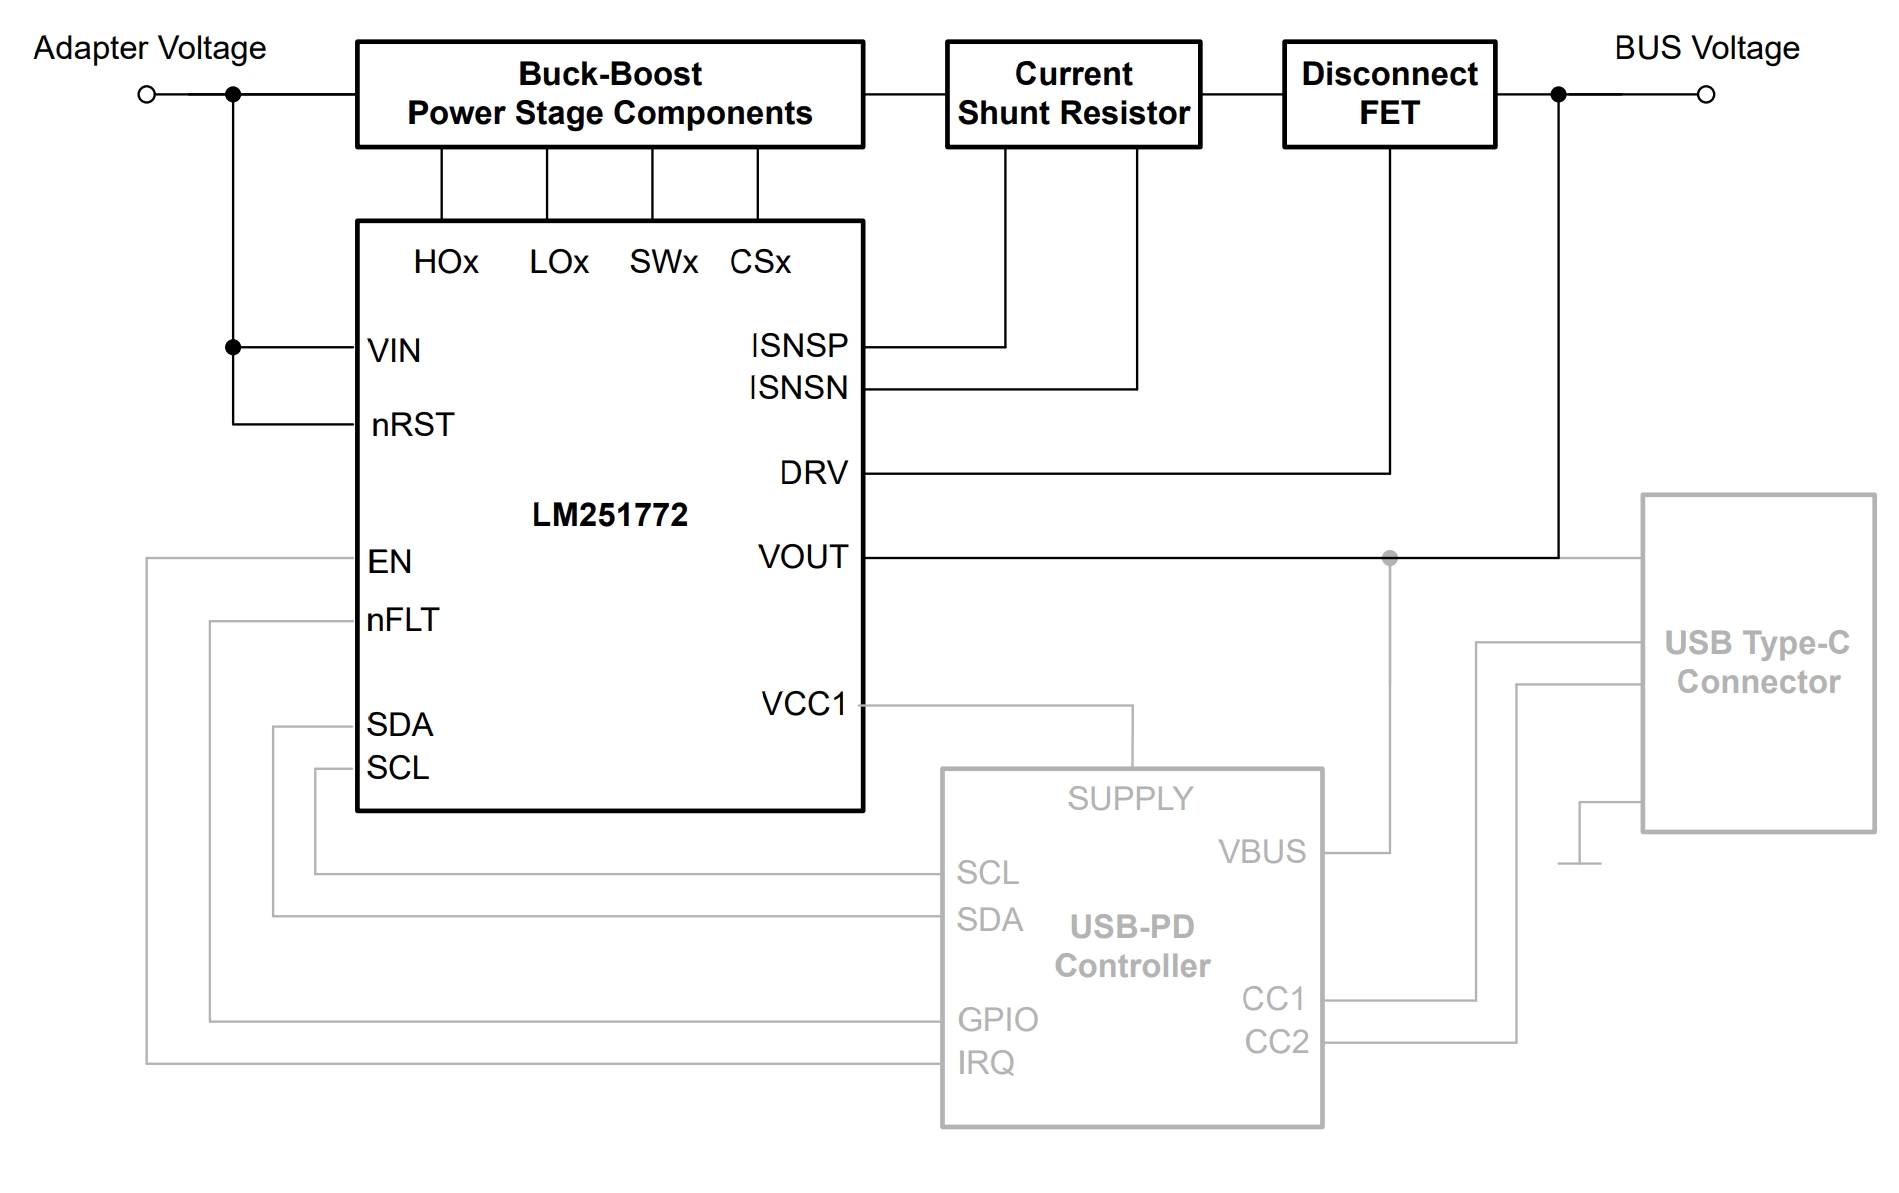 Adapter Voltage
BUS Voltage
Buck-Boost
Power Stage Components
Current
Shunt Resistor
Disconnect
FET
HOx
LOx
SWx
CSx
VIN
nRST
EN
nFLT
SDA
SCL
LM251772
ISNSP
ISNSN
DRV
VOUT
VCC1
USB Type-C
Connector
SUPPLY
VBUS
SCL
SDA
USB-PD
Controller
GPIO
IRQ
CC1
CC2